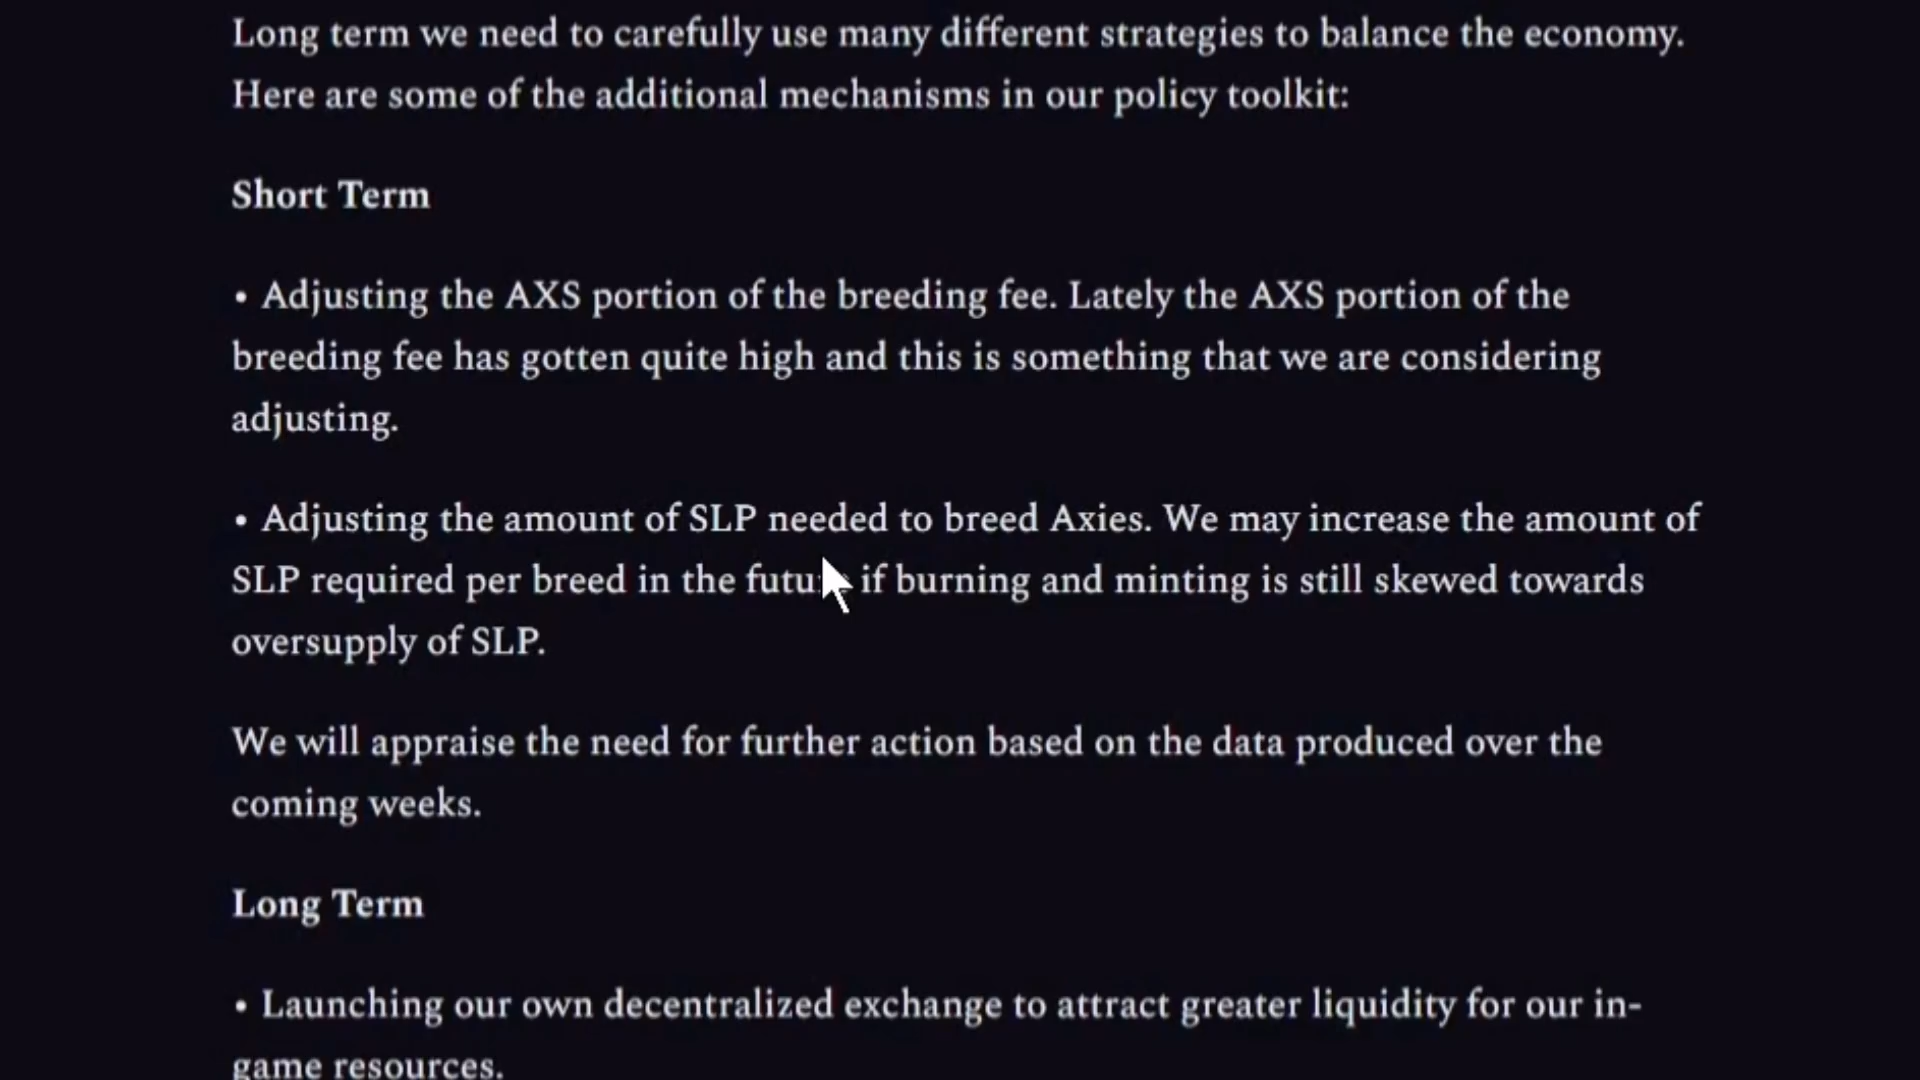 Long term we need to carefully use many different strategies to balance the economy.
Here are some of the additional mechanisms in our policy toolkit:
Short Term
• Adjusting the AXS portion of the breeding fee. Lately the AXS portion of the
breeding fee has gotten quite high and this is something that we are considering
adjusting.
• Adjusting the amount of SLP needed to breed Axies. We may increase the amount of
SLP required per breed in the future if burning and minting is still skewed towards
oversupply of SLP.
We will appraise the need for further action based on the data produced over the
coming weeks.
Long Term
• Launching our own decentralized exchange to attract greater liquidity for our in-
game resources.